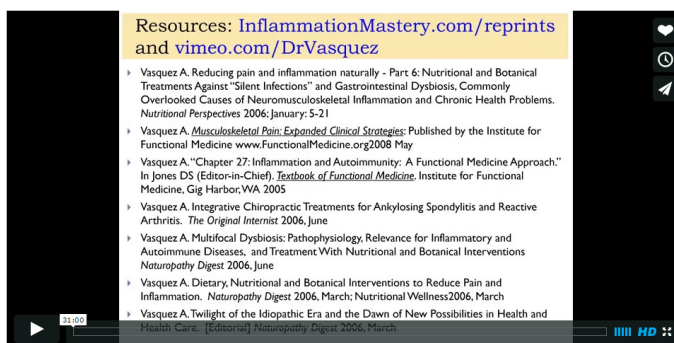 Resources: InflammationMastery.com/reprints
and vimeo.com/DrVasquez
Vasquez A. Reducing pain and inflammation naturally - Part 6: Nutritional and Botanical
Treatments Against "Silent Infections" and Gastrointestinal Dysbiosis, Commonly
Overlooked Causes of Neuromusculoskeletal Inflammation and Chronic Health Problems.
Nutritional Perspectives 2006; January: 5-21
Vasquez A. Musculoskeletal Pain: Expanded Clinical Strategies: Published by the Institute for
Functional Medicine www.FunctionalMedicine.org2008 May
Vasquez A. "Chapter 27: Inflammation and Autoimmunity: A Functional Medicine Approach."
In Jones DS (Editor-in-Chief). Textbook of Functional Medicine. Institute for Functional
Medicine, Gig Harbor, WA 2005
Vasquez A. Integrative Chiropractic Treatments for Ankylosing Spondylitis and Reactive
Arthritis. The Original Internist 2006, June
Vasquez A. Multifocal Dysbiosis: Pathophysiology, Relevance for Inflammatory and
Autoimmune Diseases, and Treatment With Nutritional and Botanical Interventions
Naturopathy Digest 2006, June
Vasquez A. Dietary, Nutritional and Botanical Interventions to Reduce Pain and
Inflammation. Naturopathy Digest 2006, March; Nutritional Wellness2006, March
Vasquez A. Twilight of the Idiopathic Era and the Dawn of New Possibilities in Health and
Health Care. [Editorial] Naturopathy Digest 2006, March
31:00
HD